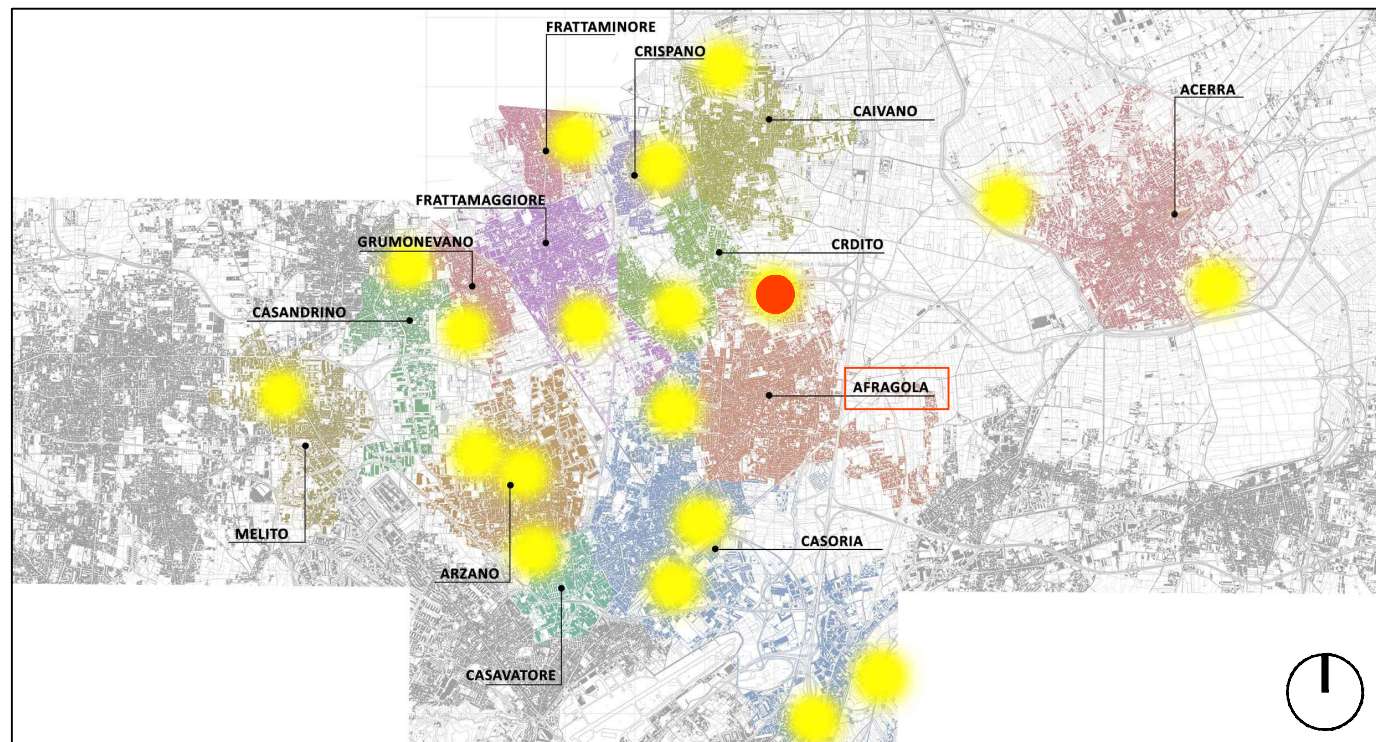 FRATTAMINORE
CRISPANO
ACERRA
CAIVANO
FRATTAMAGGIORE
GRUMONEVANO
CRDITO
CASANDRINO
AFRAGOLA
MELITO
CASORIA
ARZANO
CASAVATORE